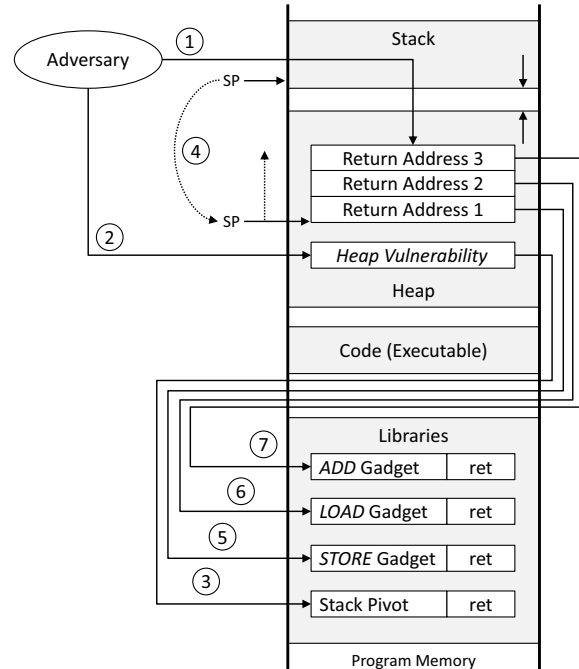 ①
Stack
Adversary
SP
④
Return Address 3
Return Address 2
Return Address 1
SP
②
Heap Vulnerability
Heap
Code (Executable)
Libraries
⑦
ADD Gadget ret
⑥
LOAD Gadget ret
⑤
STORE Gadget ret
③
Stack Pivot ret
Program Memory